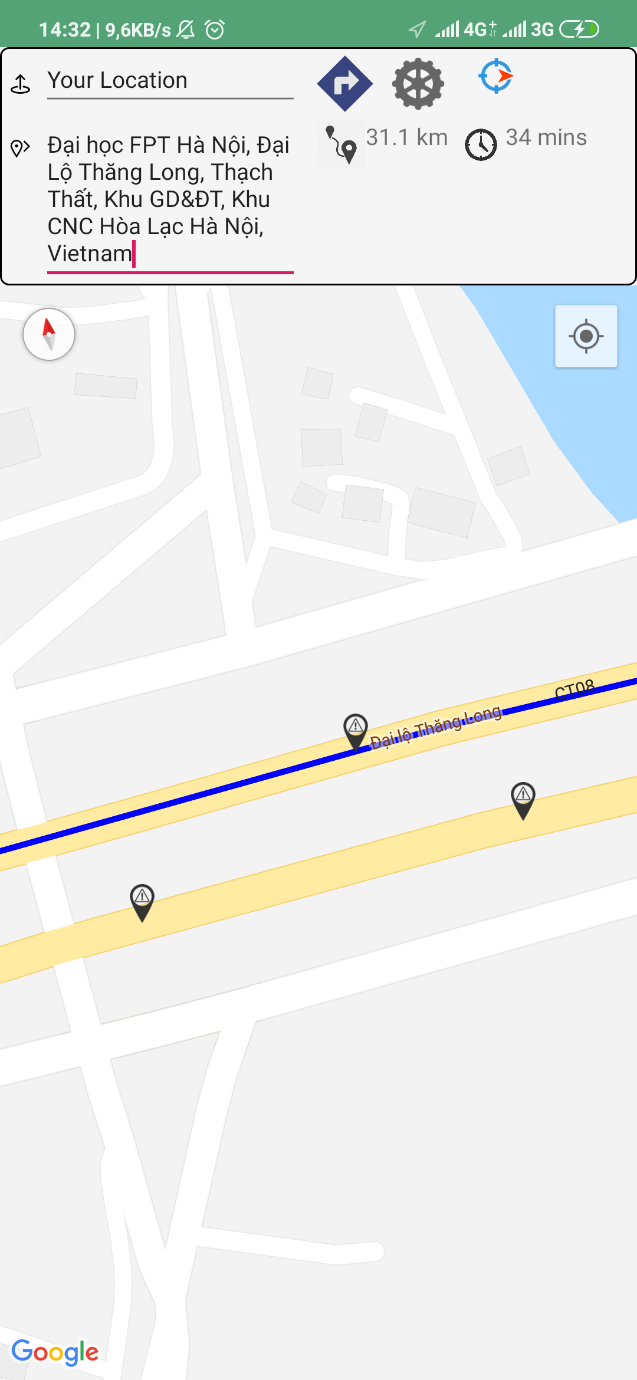 14:32 | 9,6KB/s 4G+ 3G
Your Location
31.1 km
34 mins
Đại học FPT Hà Nội, Đại
Lộ Thăng Long, Thạch
Thất, Khu GD&ĐT, Khu
CNC Hòa Lạc Hà Nội,
Vietnam
CT08
Đại lộ Thăng Long
Google